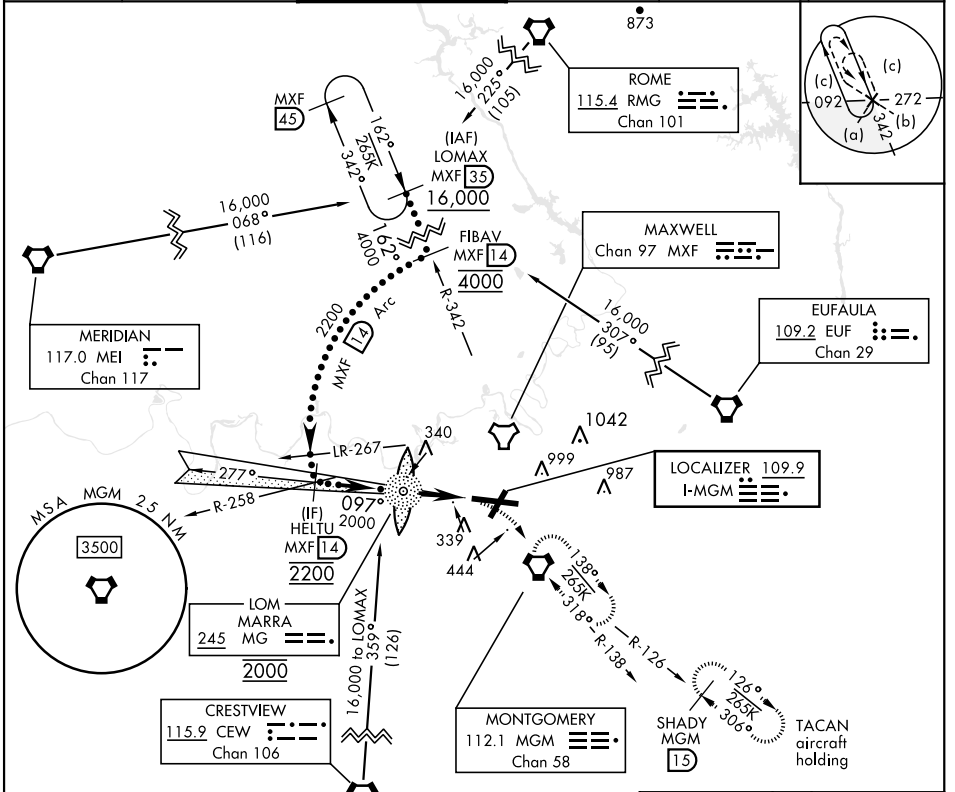 873
16,000
225°
(105)
ROME
115.4 RMG
Chan 101
(c)
(c)
092
272
(a)
(b)
342
MXF
45
162°
265K
342°
(IAF)
LOMAX
MXF 35
16,000
16,000
068°
(116)
162°
4000
FIBAV
MXF 14
4000
MAXWELL
Chan 97 MXF
R-342
2200
MXF 14 Arc
16,000
307°
(95)
EUFAULA
109.2 EUF
Chan 29
MERIDIAN
117.0 MEI
Chan 117
340
1042
999
987
LR-267
277°
R-258
097°
2000
LOCALIZER 109.9
I-MGM
MSA MGM 25 NM
3500
(IF)
HELTU
MXF 14
2200
339
444
LOM
MARRA
245 MG
2000
16,000 to LOMAX
359°
(126)
138°
265K
318°
R-138
R-126
126°
265K
306°
CRESTVIEW
115.9 CEW
Chan 106
MONTGOMERY
112.1 MGM
Chan 58
SHADY
MGM
15
TACAN
aircraft
holding